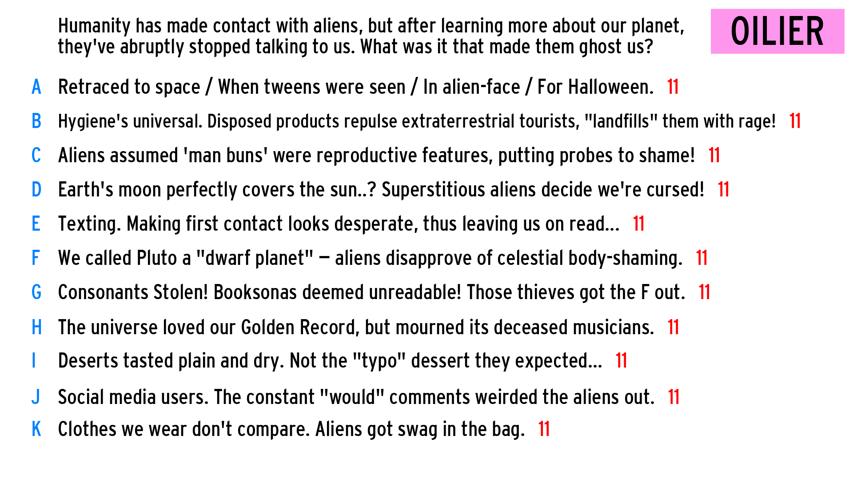 Humanity has made contact with aliens, but after learning more about our planet,
they've abruptly stopped talking to us. What was it that made them ghost us?
OILIER
A Retraced to space / When tweens were seen / In alien-face / For Halloween. 11
B Hygiene's universal. Disposed products repulse extraterrestrial tourists, "landfills" them with rage! 11
C Aliens assumed 'man buns' were reproductive features, putting probes to shame! 11
D Earth's moon perfectly covers the sun..? Superstitious aliens decide we're cursed! 11
E Texting. Making first contact looks desperate, thus leaving us on read... 11
F We called Pluto a "dwarf planet" – aliens disapprove of celestial body-shaming. 11
G Consonants Stolen! Booksonas deemed unreadable! Those thieves got the F out. 11
H The universe loved our Golden Record, but mourned its deceased musicians. 11
I Deserts tasted plain and dry. Not the "typo" dessert they expected... 11
J Social media users. The constant "would" comments weirded the aliens out. 11
K Clothes we wear don't compare. Aliens got swag in the bag. 11